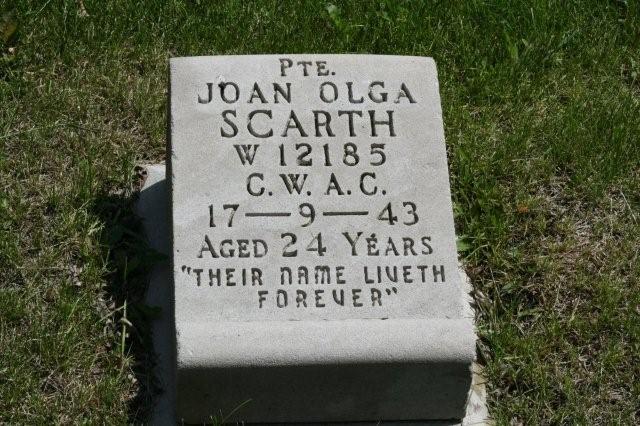 PTE.
JOAN OLGA
SCARTH
W 12185
C. W. A. C.
17 — 9 — 43
AGED 24 YEARS
"THEIR NAME LIVETH
FOREVER"